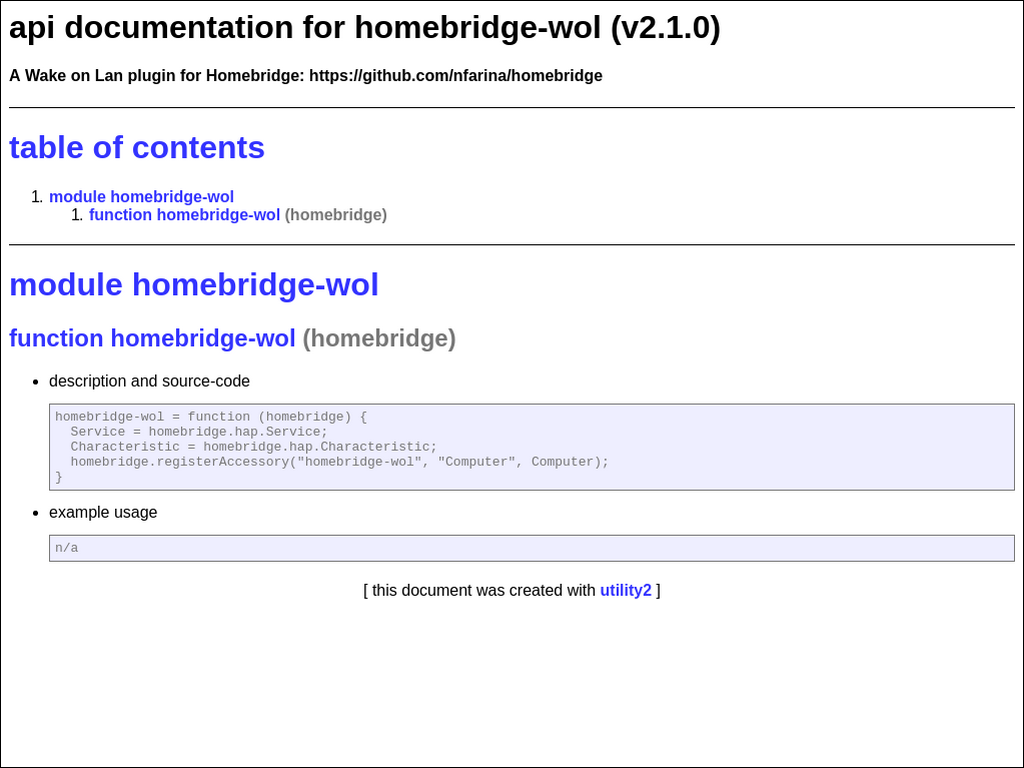 api documentation for homebridge-wol (v2.1.0)
A Wake on Lan plugin for Homebridge: https://github.com/nfarina/homebridge
table of contents
1. module homebridge-wol
1. function homebridge-wol (homebridge)
module homebridge-wol
function homebridge-wol (homebridge)
• description and source-code
homebridge-wol = function (homebridge) {
  Service = homebridge.hap.Service;
  Characteristic = homebridge.hap.Characteristic;
  homebridge.registerAccessory("homebridge-wol", "Computer", Computer);
}
• example usage
n/a
[ this document was created with utility2 ]